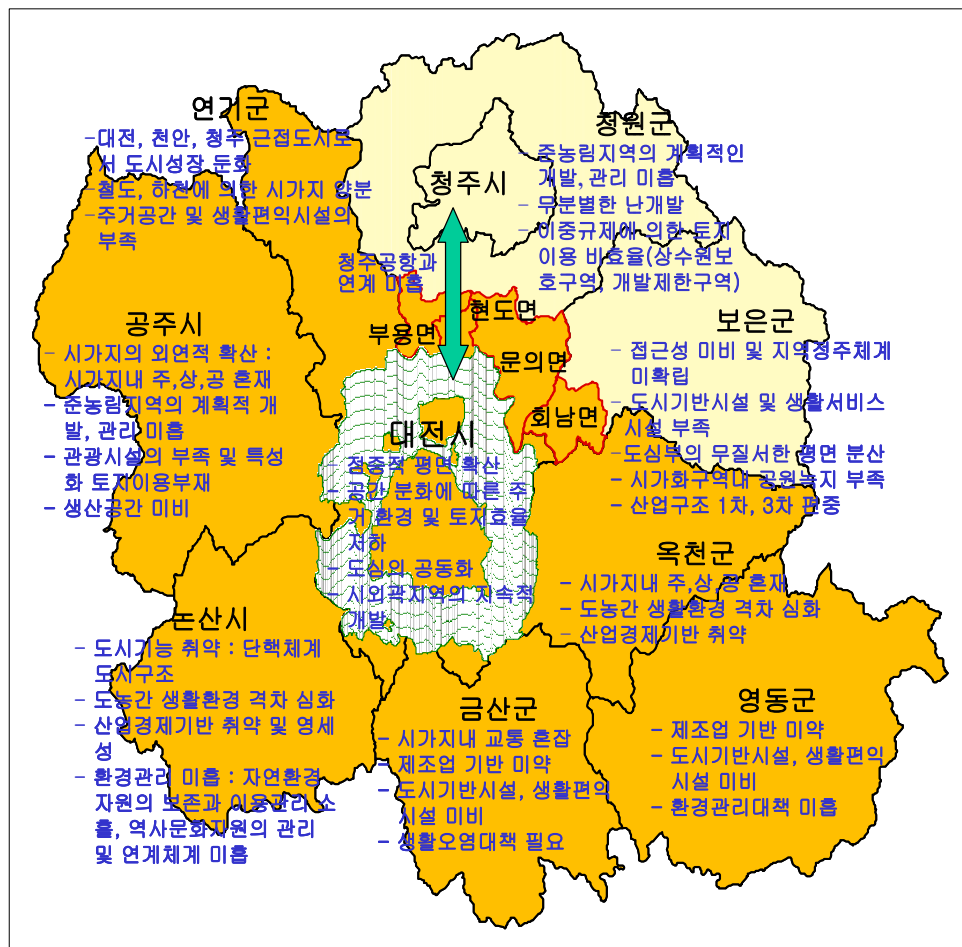 연기군
-대전, 천안, 청주 근접도시로
서 도시성장 둔화
-철도, 하천에 의한 시가지 양분
-주거공간 및 생활편익시설의
부족
청주시
청원군
- 준농림지역의 계획적인
개발, 관리 미흡
- 무분별한 난개발
- 이중규제에 의한 토지
이용 비효율(상수원보
호구역, 개발제한구역)
청주공항과
연계 미흡
현도면
부용면
문의면
회남면
공주시
- 시가지의 외연적 확산 :
시가지내 주,상,공 혼재
- 준농림지역의 계획적 개
발, 관리 미흡
- 관광시설의 부족 및 특성
화 토지이용부재
- 생산공간 미비
보은군
- 접근성 미비 및 지역정주체계
미확립
- 도시기반시설 및 생활서비스
시설 부족
-도심부의 무질서한 평면 분산
- 시가화구역내 공원녹지 부족
- 산업구조 1차, 3차 편중
대전시
- 점증적 평면 확산
- 공간 분화에 따른 주
거 환경 및 토지효율
저하
- 도심의 공동화
- 시외곽지역의 지속적
개발
옥천군
- 시가지내 주,상,공 혼재
- 도농간 생활환경 격차 심화
- 산업경제기반 취약
논산시
- 도시기능 취약 : 단핵체계
도시구조
- 도농간 생활환경 격차 심화
- 산업경제기반 취약 및 영세
성
- 환경관리 미흡 : 자연환경
자원의 보존과 이용관리 소
홀, 역사문화자원의 관리
및 연계체계 미흡
금산군
- 시가지내 교통 혼잡
- 제조업 기반 미약
- 도시기반시설, 생활편의
시설 미비
- 생활오염대책 필요
영동군
- 제조업 기반 미약
- 도시기반시설, 생활편의
시설 미비
- 환경관리대책 미흡